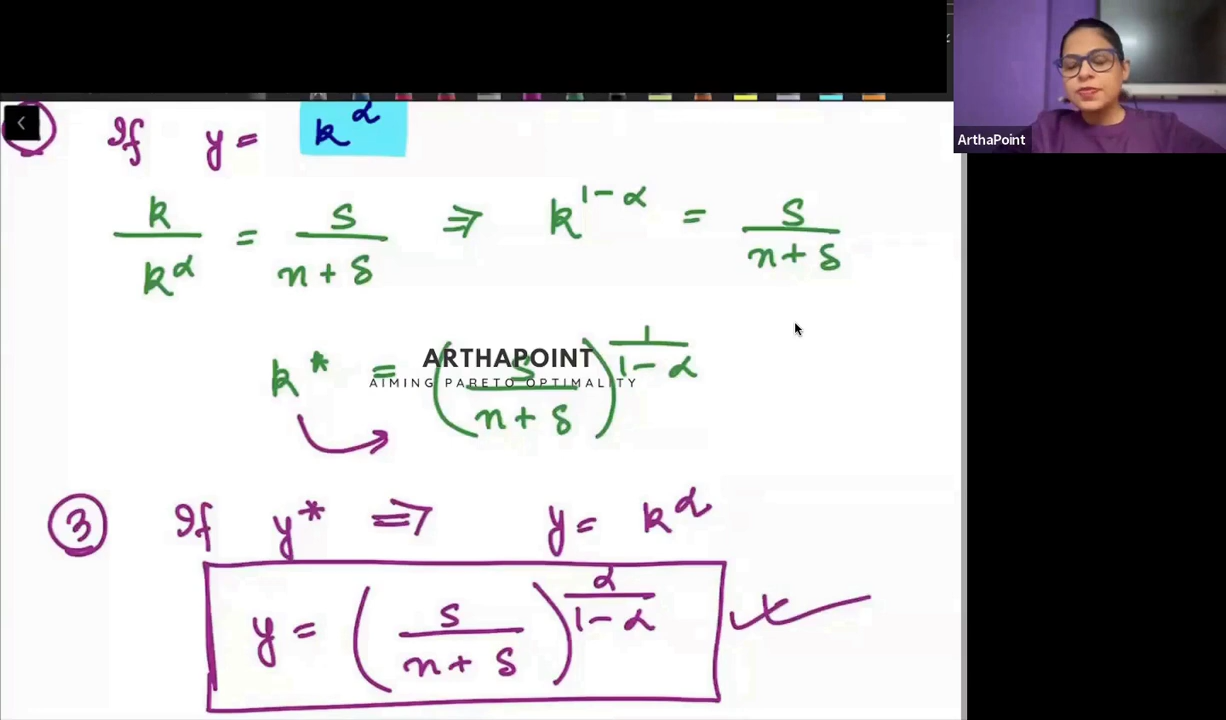 If y = k^α
k/k^α = s/(n+δ) ⇒ k^(1-α) = s/(n+δ)
k* = (s/(n+δ))^(1/(1-α))
ARTHAPOINT
AIMING PARETO OPTIMALITY
③ If y* ⇒ y = k^α
y = (s/(n+δ))^(α/(1-α))
ArthaPoint